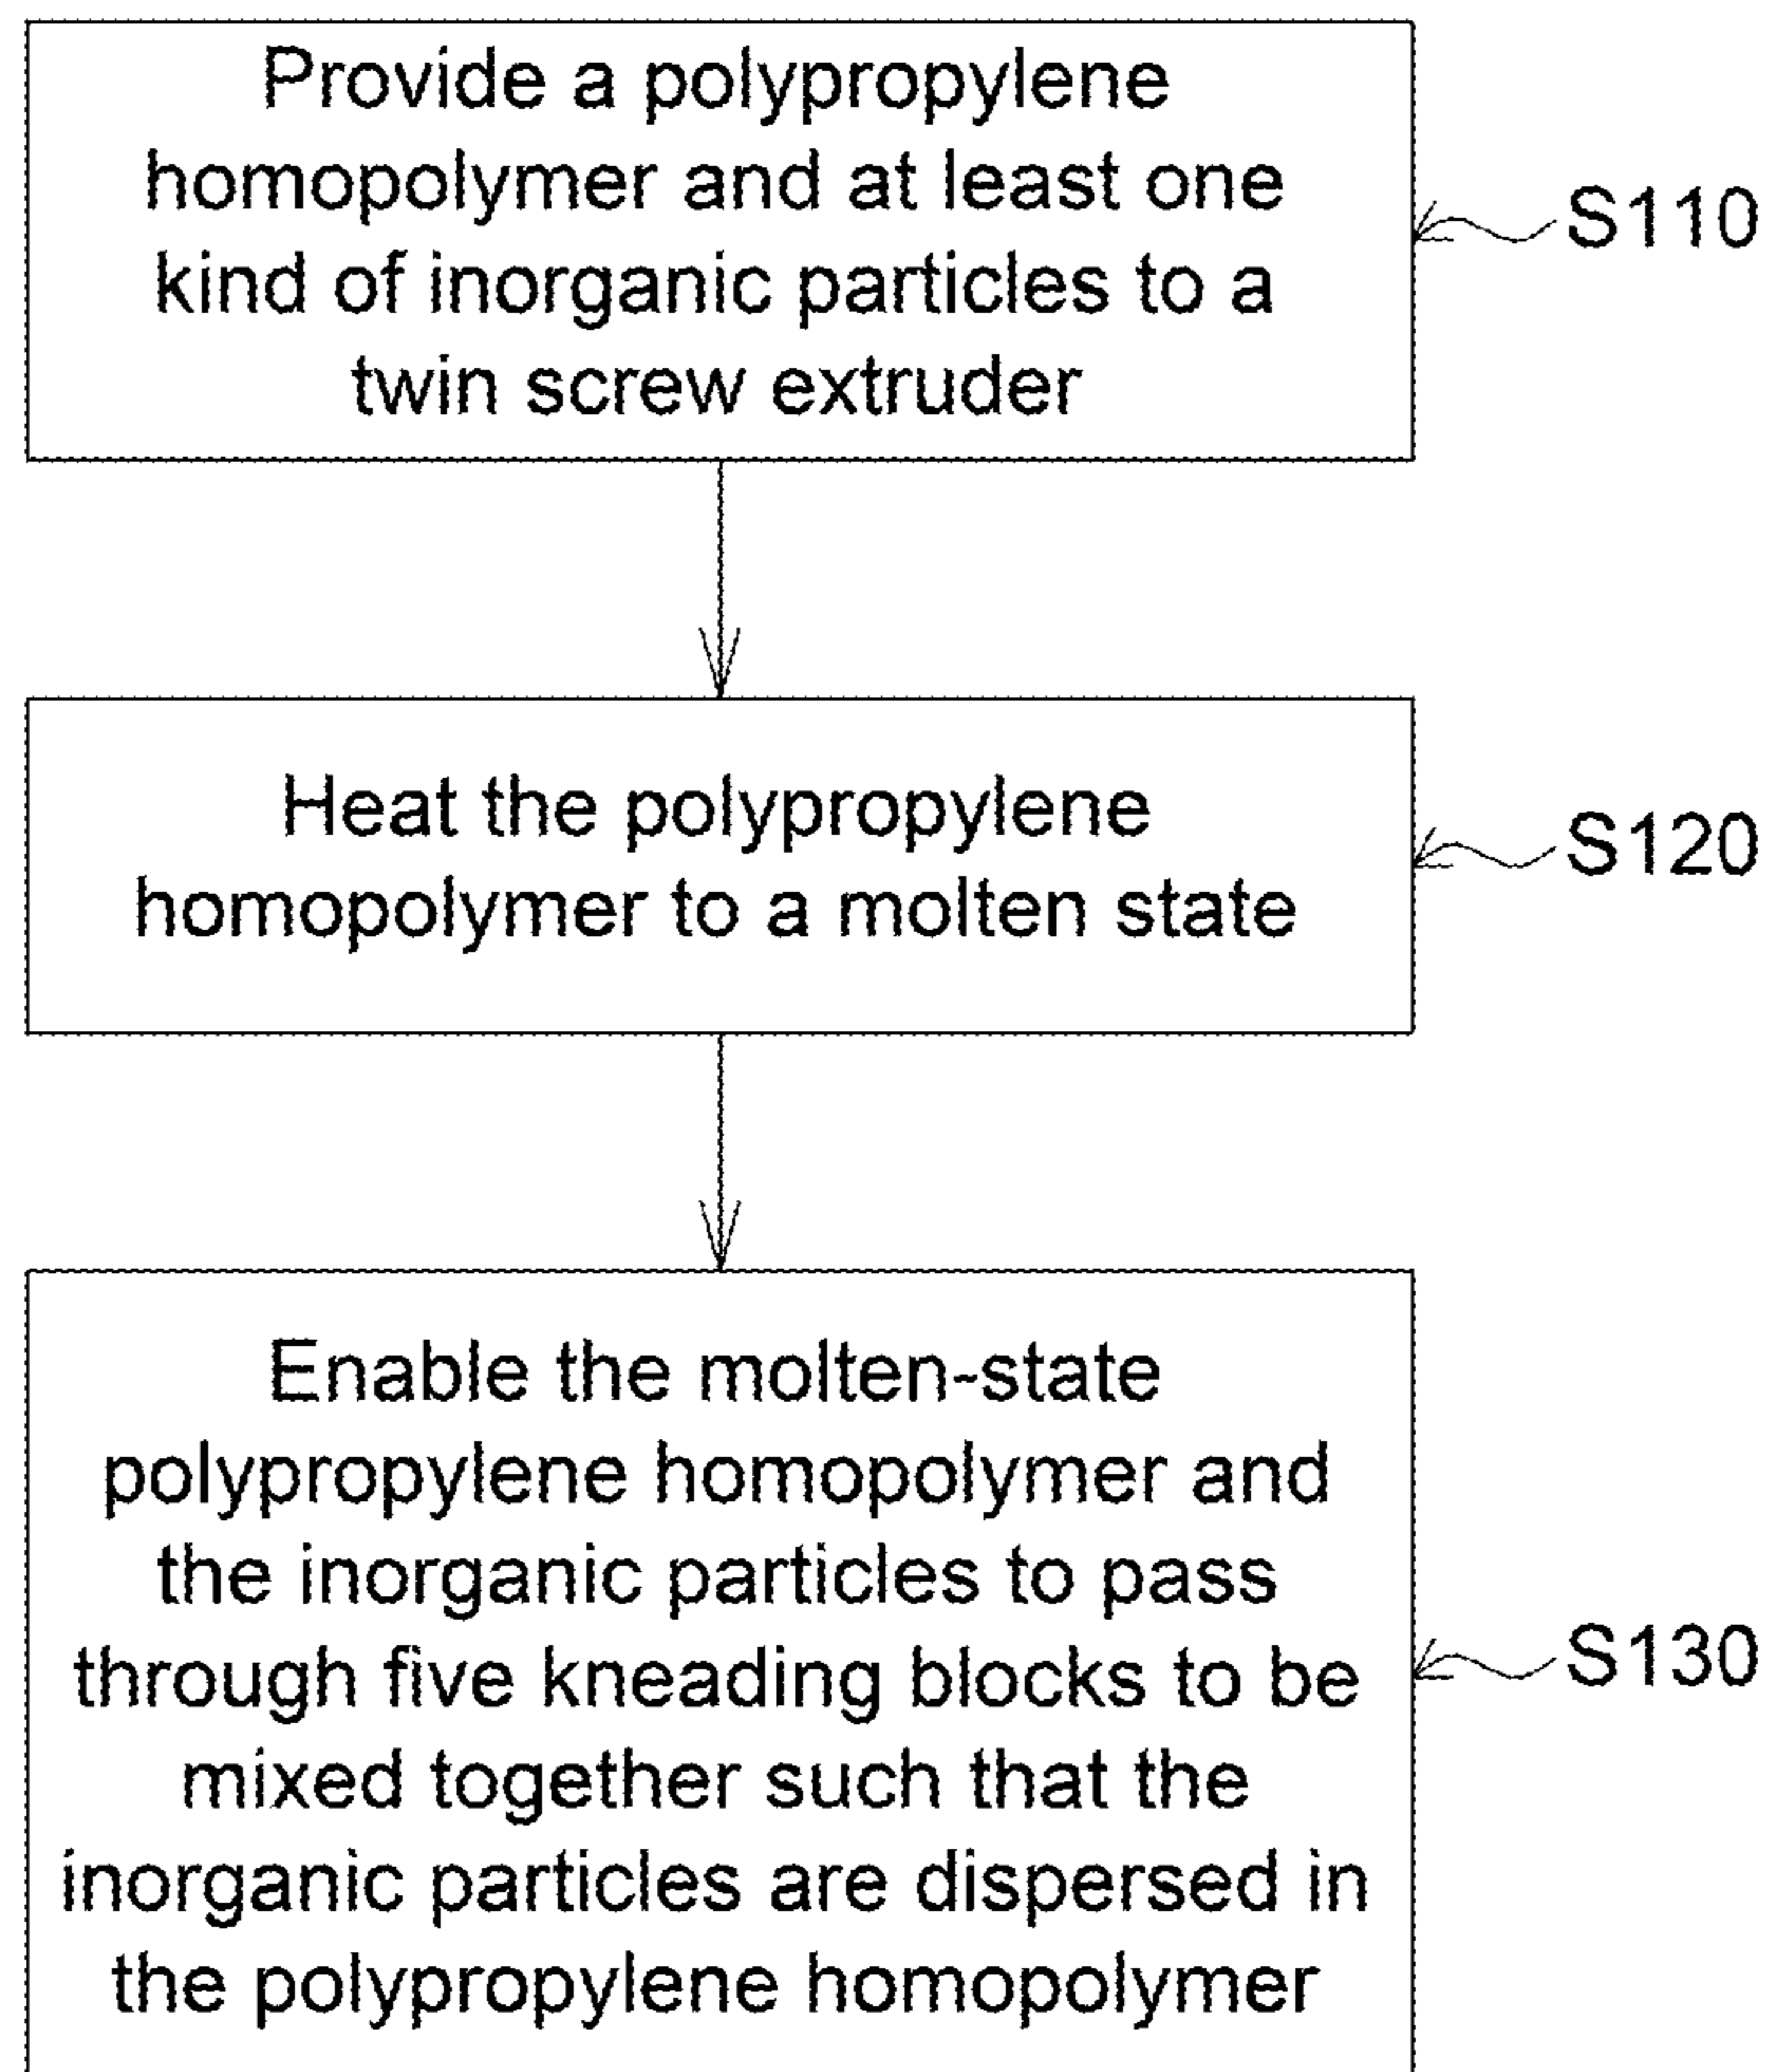 Provide a polypropylene
homopolymer and at least one
kind of inorganic particles to a
twin screw extruder
S110
Heat the polypropylene
homopolymer to a molten state
S120
Enable the molten-state
polypropylene homopolymer and
the inorganic particles to pass
through five kneading blocks to be
mixed together such that the
inorganic particles are dispersed in
the polypropylene homopolymer
S130